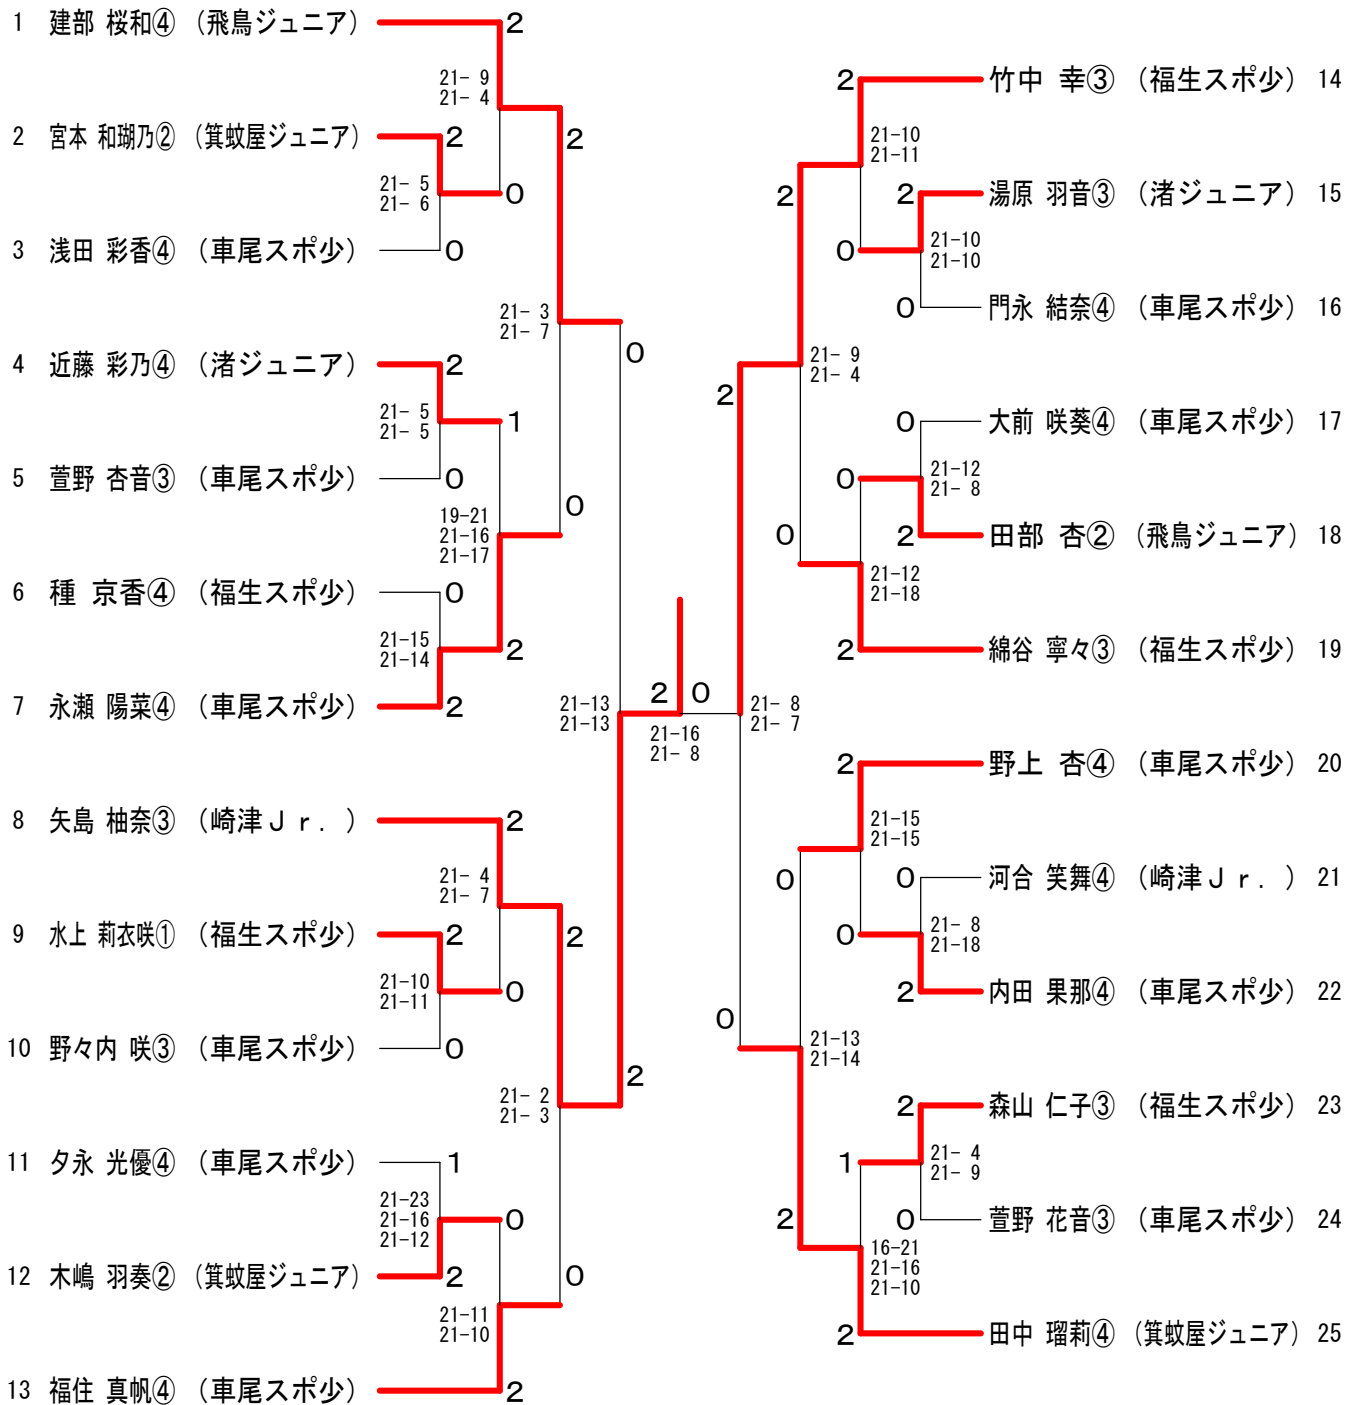 1 建部 桜和④ (飛鳥ジュニア) 2
21- 9
21- 4
2 宮本 和瑚乃② (箕蚊屋ジュニア) 2
2
21- 5
21- 6
0
3 浅田 彩香④ (車尾スポ少) 0
21- 3
21- 7
0
4 近藤 彩乃④ (渚ジュニア) 2
21- 5
21- 5
1
5 萱野 杏音③ (車尾スポ少) 0
0
19-21
21-16
21-17
6 種 京香④ (福生スポ少) 0
21-15
21-14
2
7 永瀬 陽菜④ (車尾スポ少) 2
21-13
21-13
8 矢島 柚奈③ (崎津Jr.) 2
21- 4
21- 7
9 水上 莉衣咲① (福生スポ少) 2
2
21-10
21-11
0
10 野々内 咲③ (車尾スポ少) 0
2
21- 2
21- 3
11 夕永 光優④ (車尾スポ少) 1
21-23
21-16
21-12
0
12 木嶋 羽奏② (箕蚊屋ジュニア) 2
0
21-11
21-10
13 福住 真帆④ (車尾スポ少) 2
2 0
21-16
21- 8
2 竹中 幸③ (福生スポ少) 14
21-10
21-11
2
2 湯原 羽音③ (渚ジュニア) 15
0
21-10
21-10
0 門永 結奈④ (車尾スポ少) 16
21- 9
21- 4
2
0 大前 咲葵④ (車尾スポ少) 17
0
21-12
21- 8
0
2 田部 杏② (飛鳥ジュニア) 18
21-12
21-18
2 綿谷 寧々③ (福生スポ少) 19
21- 8
21- 7
2 野上 杏④ (車尾スポ少) 20
21-15
21-15
0
0 河合 笑舞④ (崎津Jr.) 21
0
21- 8
21-18
2 内田 果那④ (車尾スポ少) 22
0
21-13
21-14
2 森山 仁子③ (福生スポ少) 23
1
21- 4
21- 9
2
0 萱野 花音③ (車尾スポ少) 24
16-21
21-16
21-10
2 田中 瑠莉④ (箕蚊屋ジュニア) 25